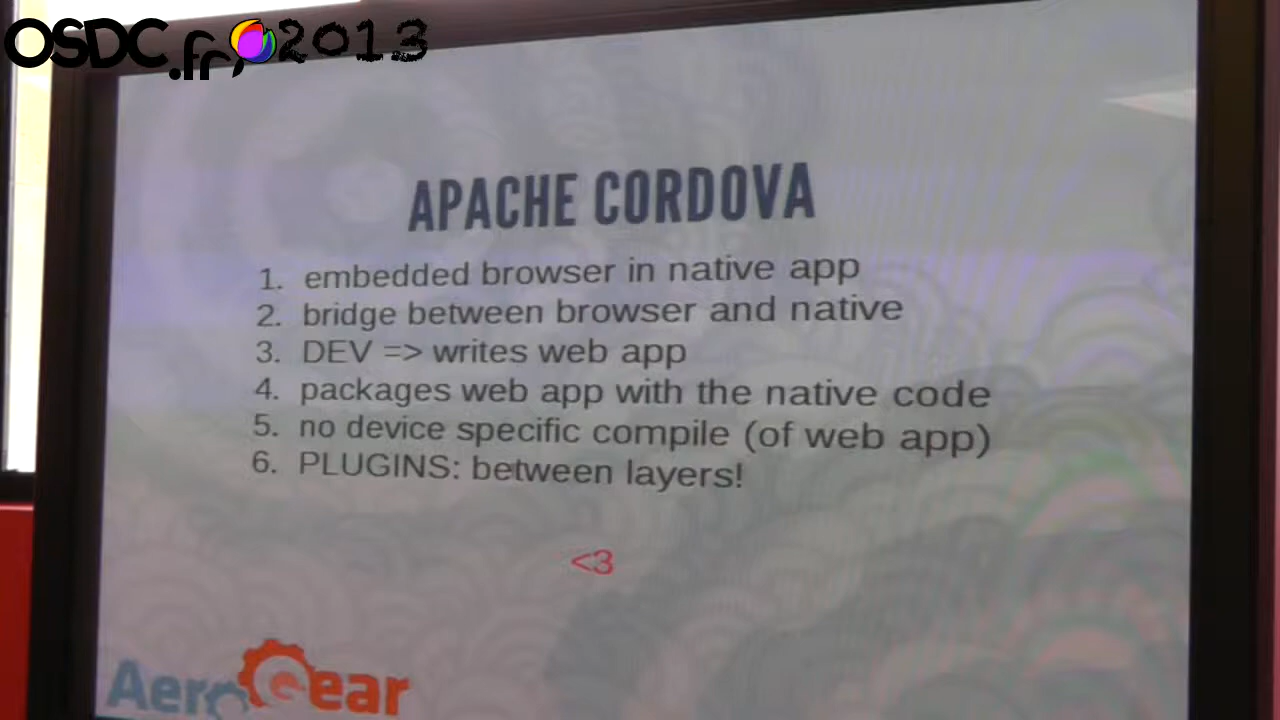 OSDC.fr 2013
APACHE CORDOVA
1. embedded browser in native app
2. bridge between browser and native
3. DEV => writes web app
4. packages web app with the native code
5. no device specific compile (of web app)
6. PLUGINS: between layers!
<3
AeroGear